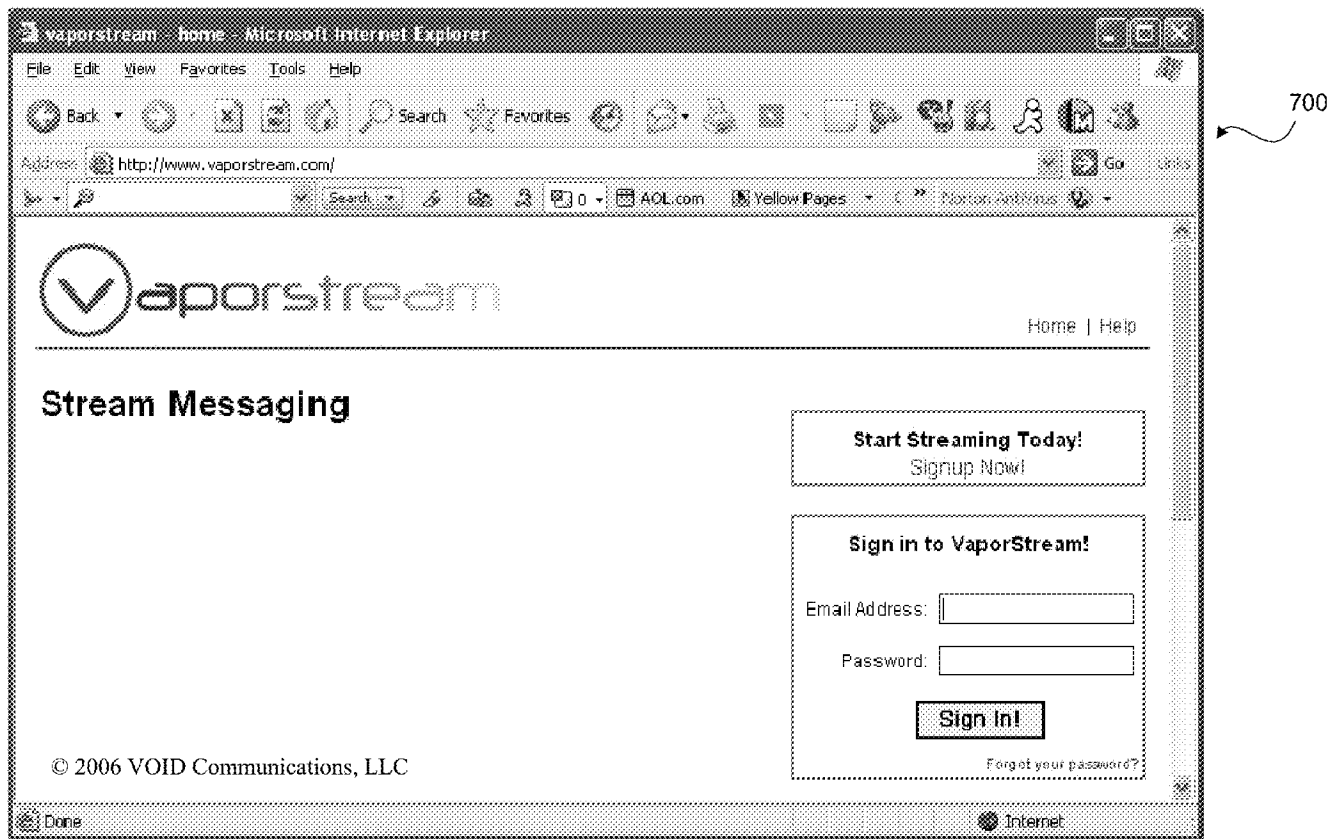 vaporstream - home - Microsoft Internet Explorer
File Edit View Favorites Tools Help
Back Search Favorites
700
Address http://www.vaporstream.com/ Go Links
Search 0 AOL.com Yellow Pages » Norton Antivirus
Vaporstream
Home | Help
Stream Messaging
Start Streaming Today!
Signup Now!
Sign in to VaporStream!
Email Address:
Password:
Sign In!
© 2006 VOID Communications, LLC
Forgot your password?
Done Internet